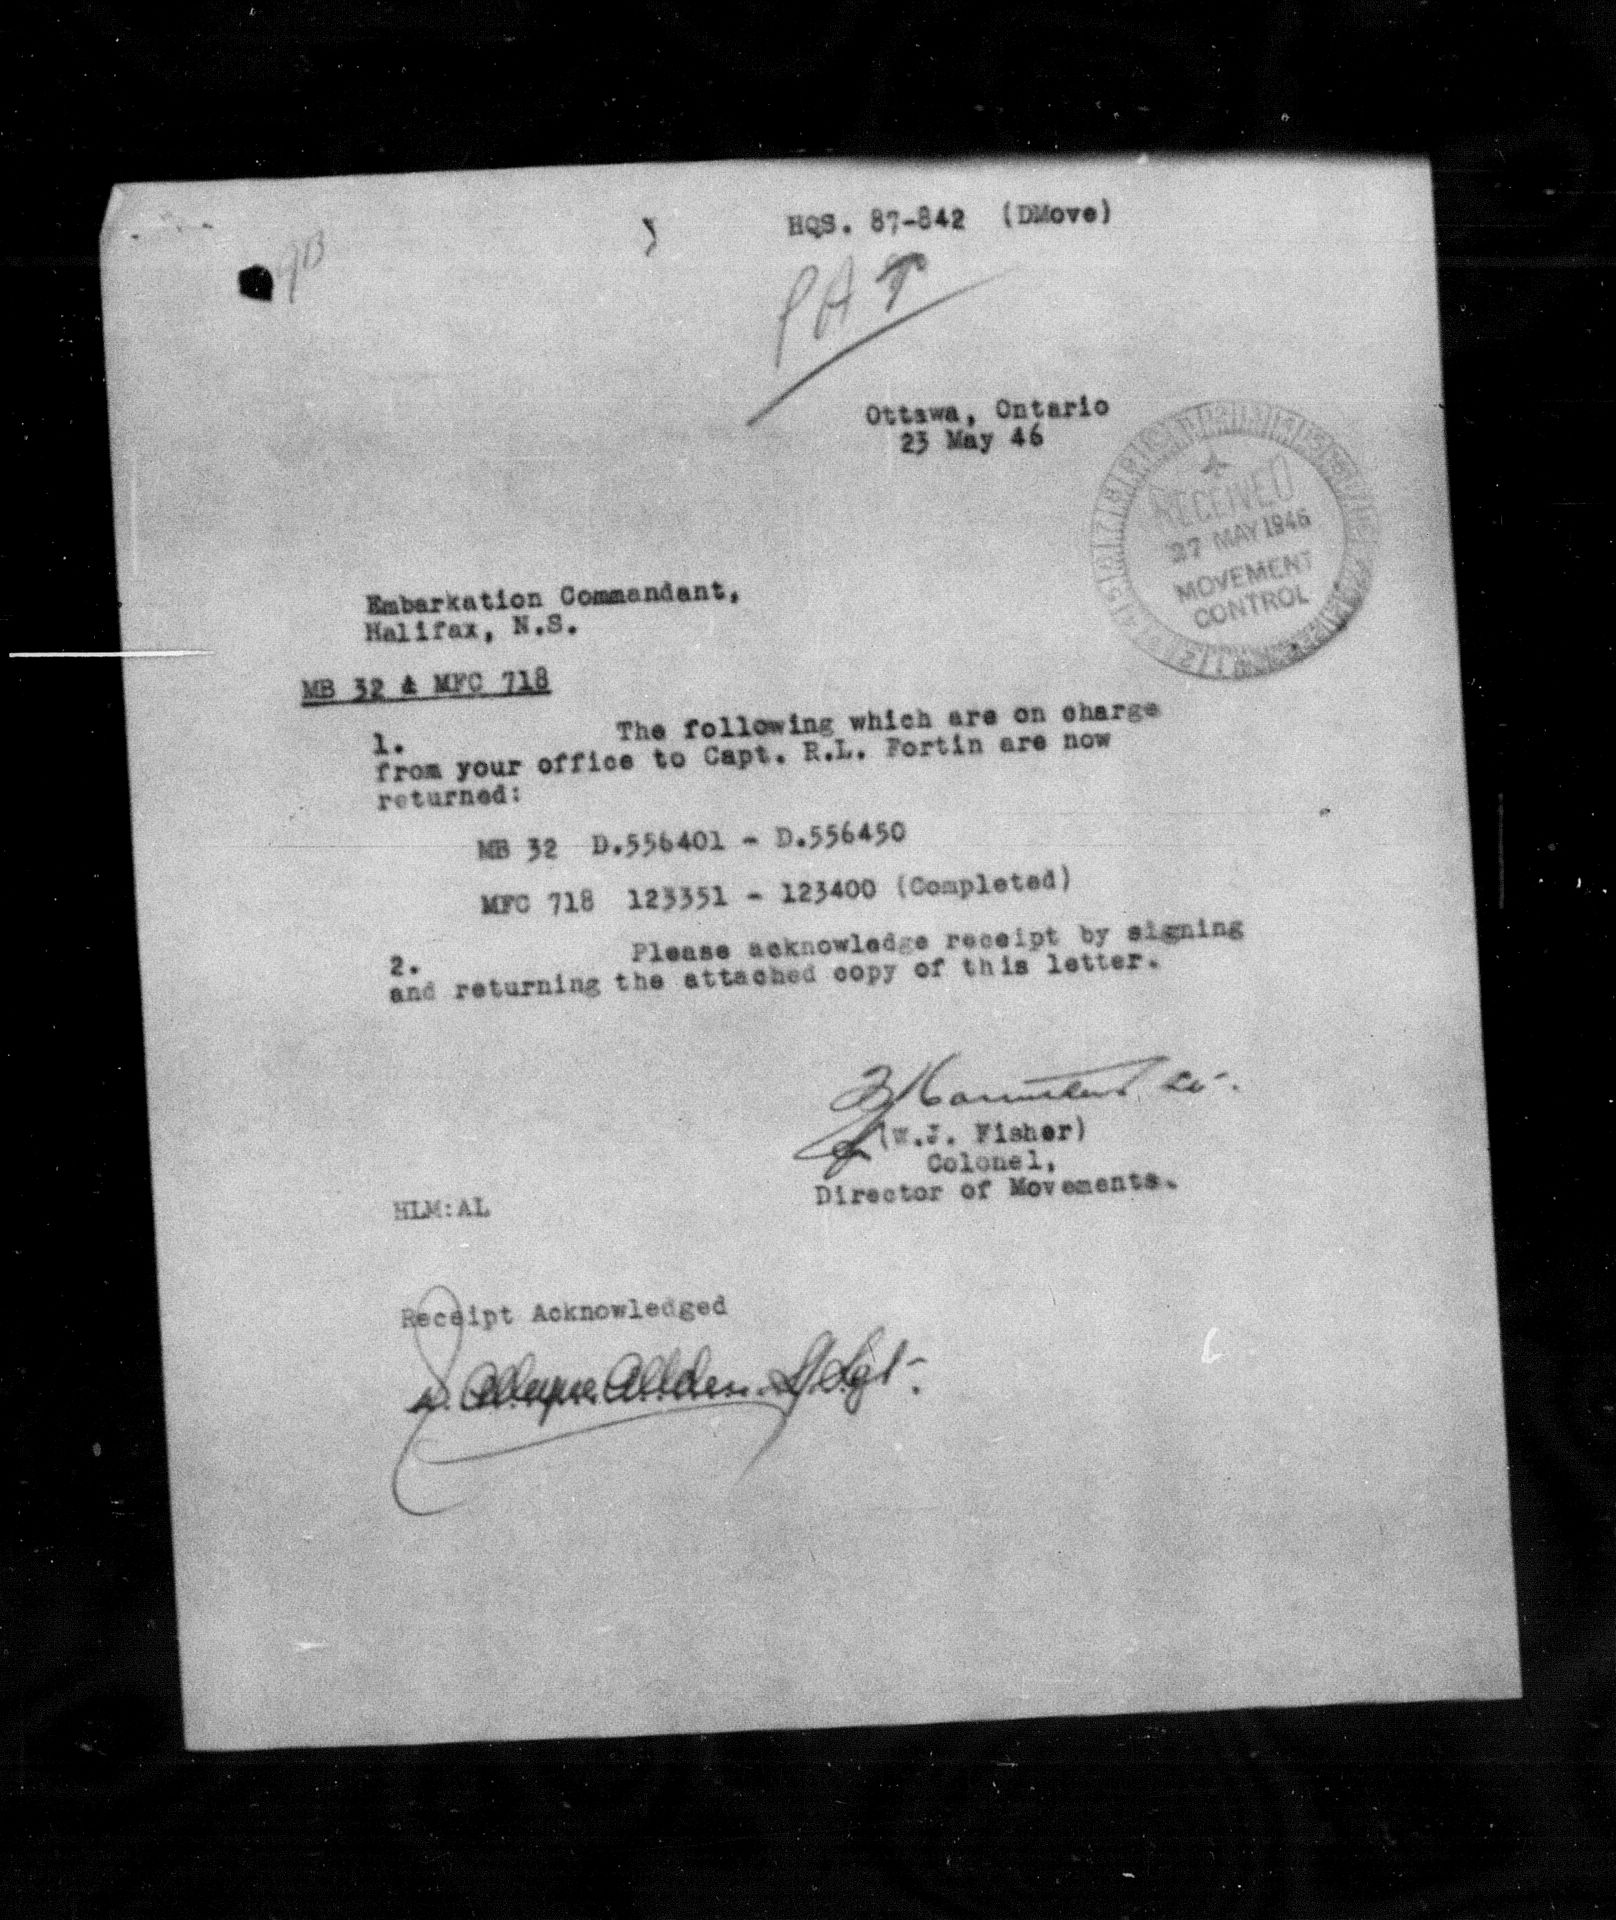 HQS. 87-842 (DMove)
PAT
Ottawa, Ontario
23 May 46
RECEIVED
27 MAY 1946
MOVEMENT
CONTROL
Embarkation Commandant,
Halifax, N.S.
MB 32 & MFC 718
1. The following which are on charge
from your office to Capt. R.L. Fortin are now
returned:
MB 32 D.556401 - D.556450
MFC 718 123351 - 123400 (Completed)
2. Please acknowledge receipt by signing
and returning the attached copy of this letter.
(W.J. Fisher)
Colonel,
Director of Movements.
HLM:AL
Receipt Acknowledged